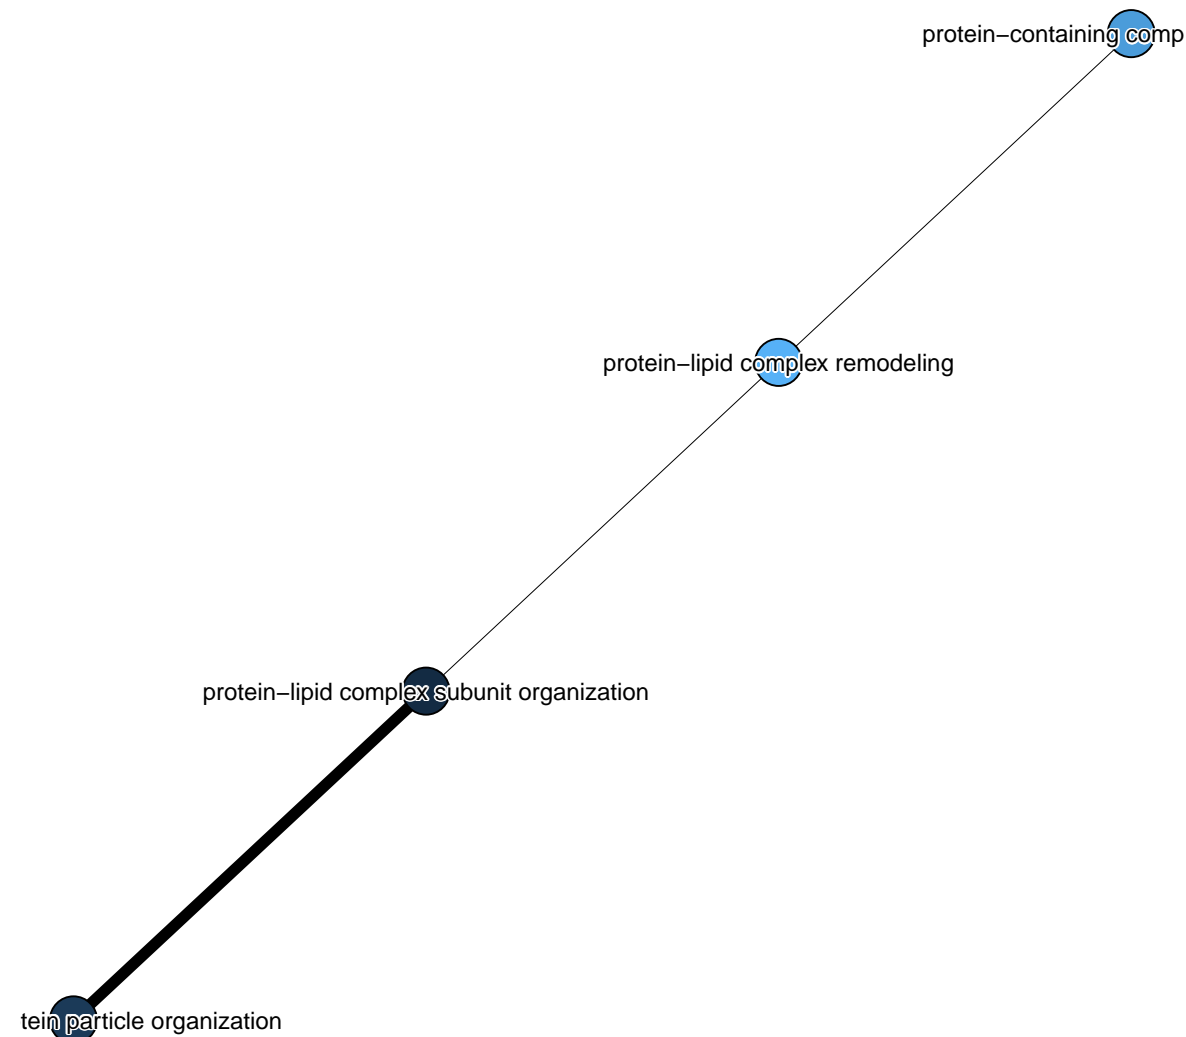 protein−containing comp
protein−lipid complex remodeling
protein−lipid complex subunit organization
tein particle organization